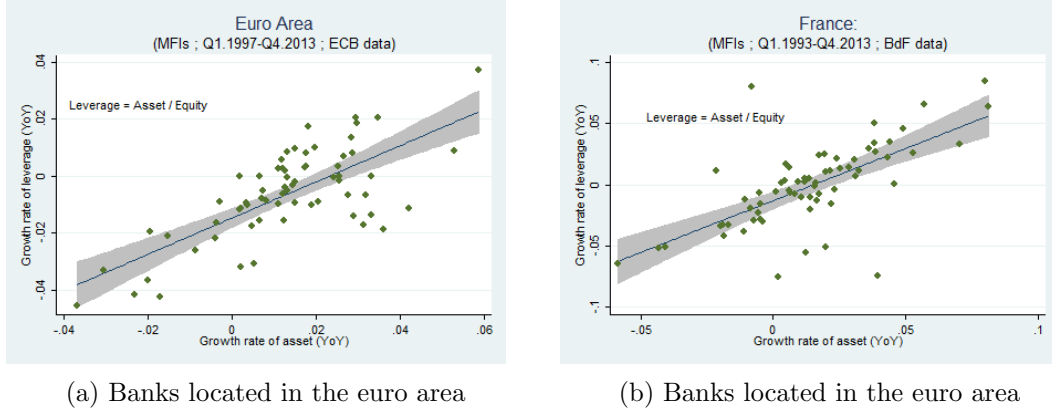 Euro Area
(MFIs ; Q1.1997-Q4.2013 ; ECB data)
Growth rate of leverage (YoY)
.04
.02
0
-.02
-.04
Leverage = Asset / Equity
-.04
-.02
0
.02
.04
.06
Growth rate of asset (YoY)
(a) Banks located in the euro area
France:
(MFIs ; Q1.1993-Q4.2013 ; BdF data)
Growth rate of leverage (YoY)
.1
.05
0
-.05
-.1
Leverage = Asset / Equity
-.05
0
.05
.1
Growth rate of asset (YoY)
(b) Banks located in the euro area